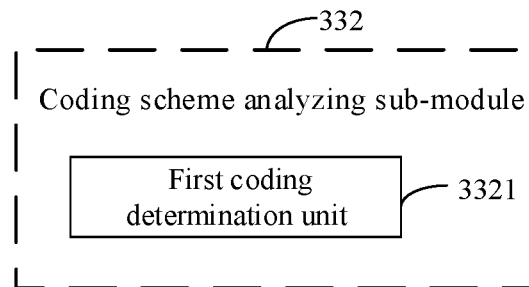 332
Coding scheme analyzing sub-module
First coding
determination unit
3321